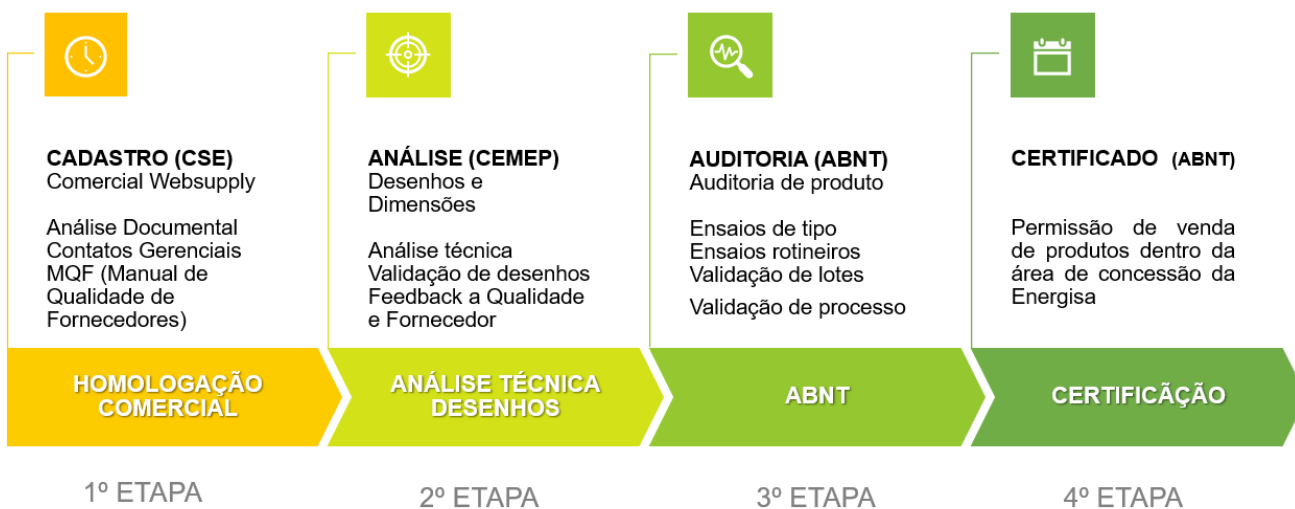 CADASTRO (CSE)
Comercial Websupply
Análise Documental
Contatos Gerenciais
MQF (Manual de
Qualidade de
Fornecedores)
ANÁLISE (CEMEP)
Desenhos e
Dimensões
Análise técnica
Validação de desenhos
Feedback a Qualidade
e Fornecedor
AUDITORIA (ABNT)
Auditoria de produto
Ensaios de tipo
Ensaios rotineiros
Validação de lotes
Validação de processo
CERTIFICADO (ABNT)
Permissão de venda
de produtos dentro da
área de concessão da
Energisa
HOMOLOGAÇÃO
COMERCIAL
ANÁLISE TÉCNICA
DESENHOS
ABNT
CERTIFICÃÇÃO
1º ETAPA
2º ETAPA
3º ETAPA
4º ETAPA